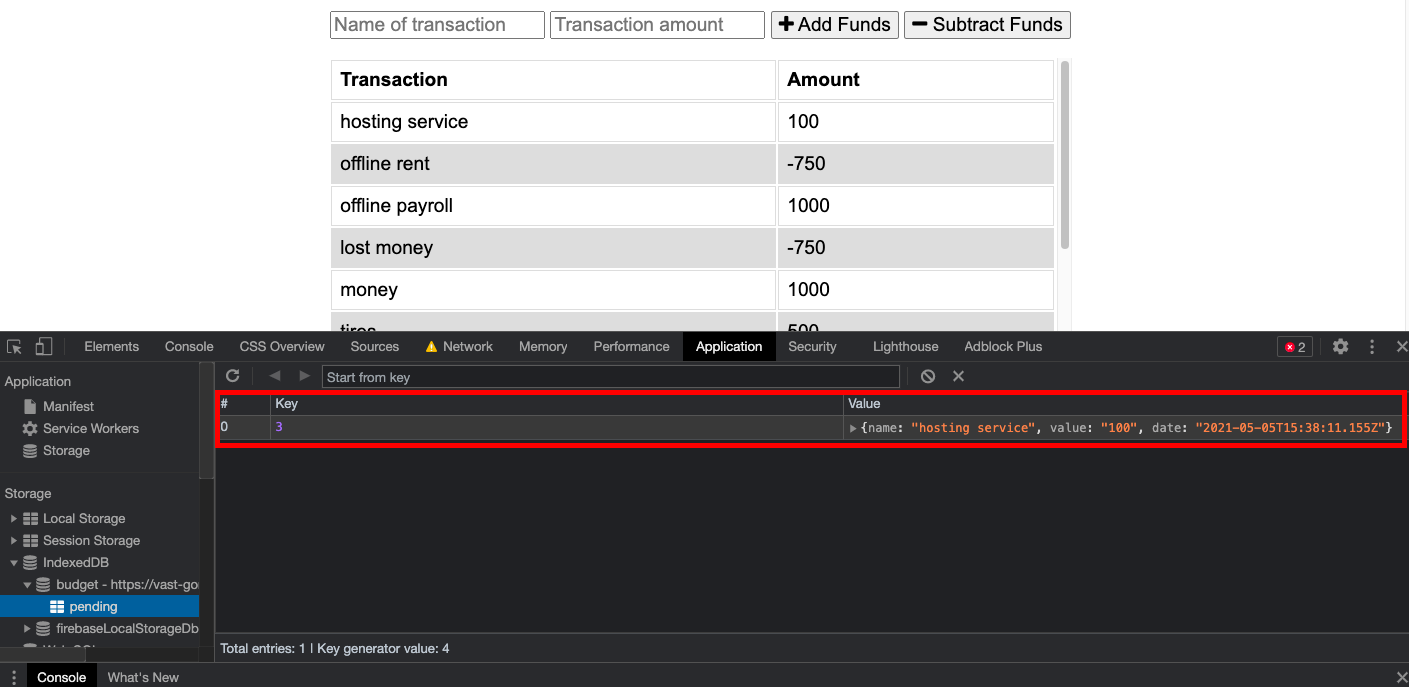 Name of transaction Transaction amount Add Funds Subtract Funds
Transaction Amount
hosting service 100
offline rent -750
offline payroll 1000
lost money -750
money 1000
tires 500
Elements Console CSS Overview Sources Network Memory Performance Application Security Lighthouse Adblock Plus 2
Application
Manifest
Service Workers
Storage
Storage
Local Storage
Session Storage
IndexedDB
budget - https://vast-go
pending
firebaseLocalStorageDb
Start from key
# Key Value
0 3 {name: "hosting service", value: "100", date: "2021-05-05T15:38:11.155Z"}
Total entries: 1 | Key generator value: 4
Console What's New